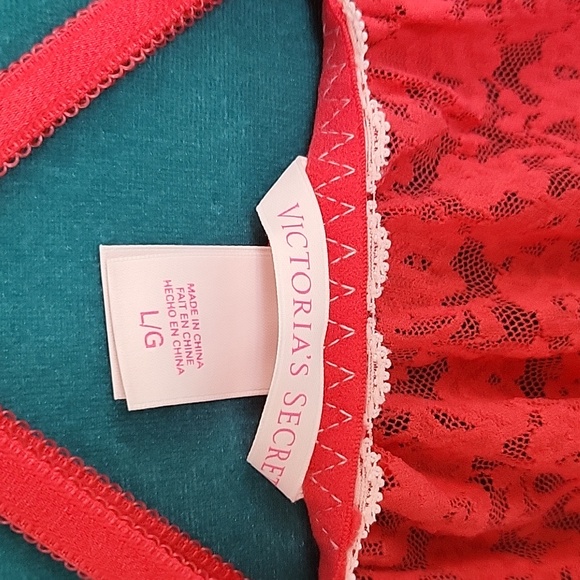 VICTORIA'S SECRET
MADE IN CHINA
FAIT EN CHINE
HECHO EN CHINA
L/G